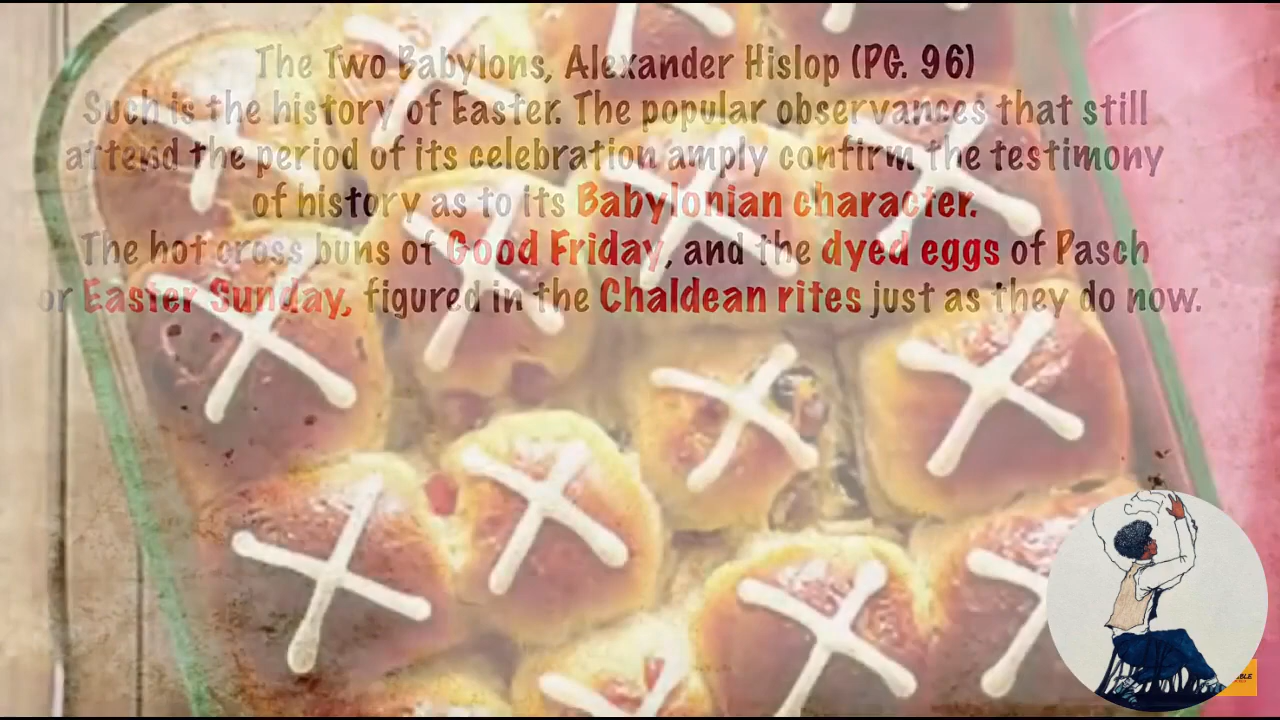 The Two Babylons, Alexander Hislop (PG. 96)
Such is the history of Easter. The popular observances that still
attend the period of its celebration amply confirm the testimony
of history as to its Babylonian character.
The hot cross buns of Good Friday, and the dyed eggs of Pasch
or Easter Sunday, figured in the Chaldean rites just as they do now.